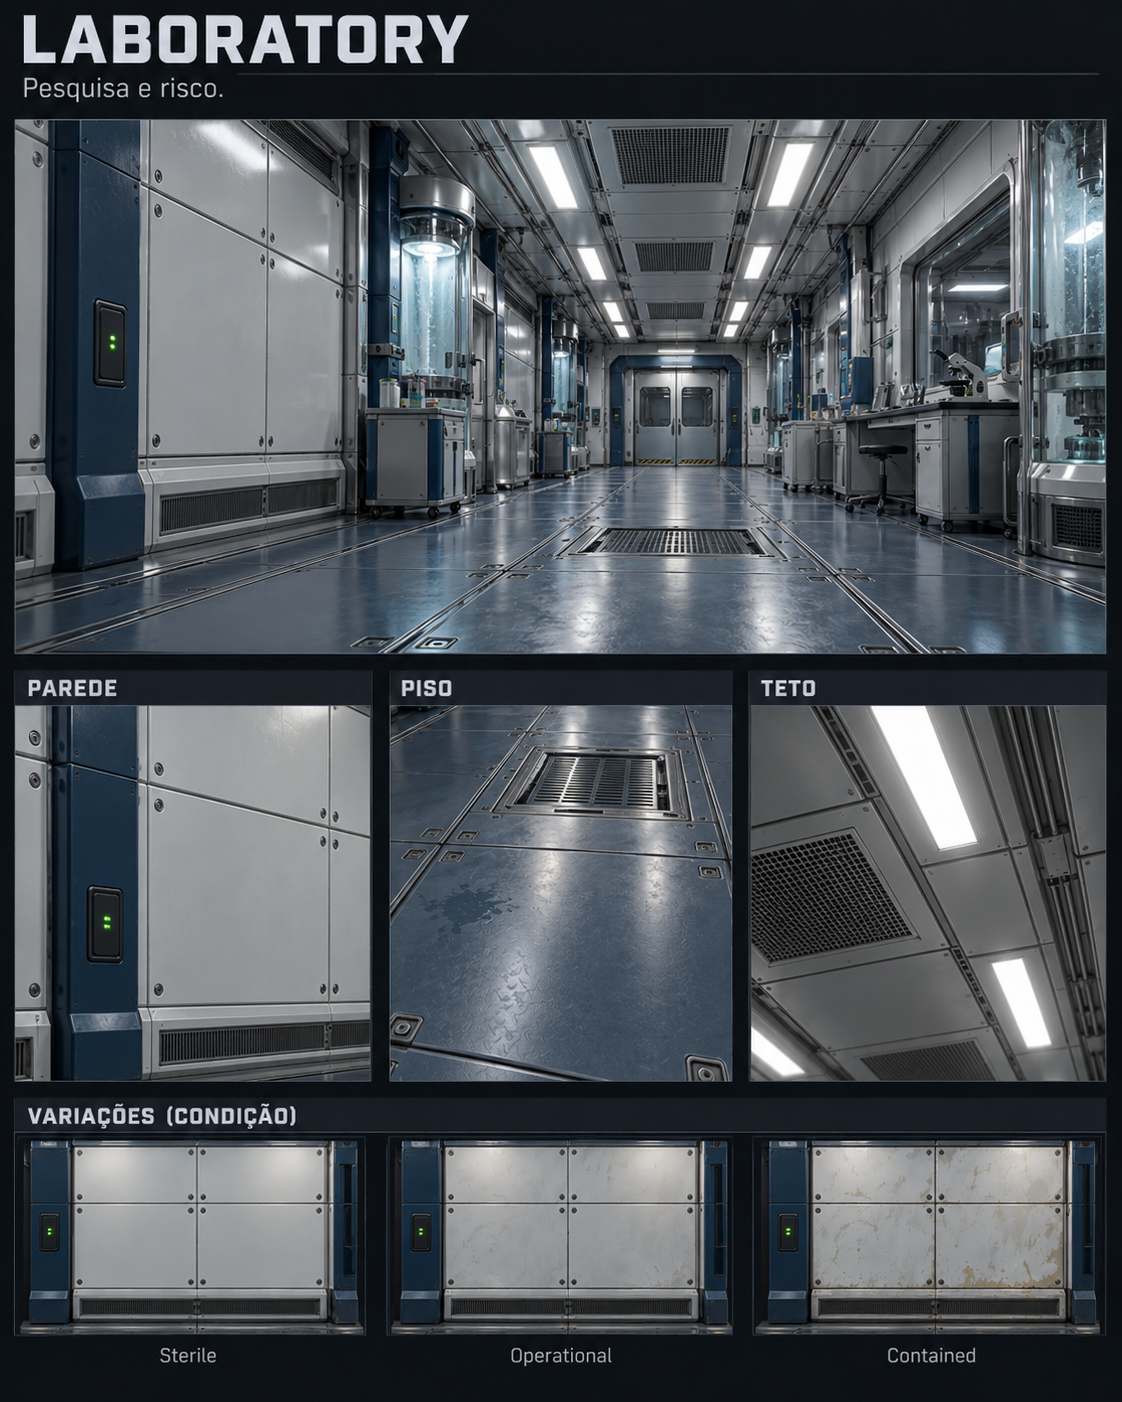 LABORATORY
Pesquisa e risco.
PAREDE
PISO
TETO
VARIAÇÕES (CONDIÇÃO)
Sterile
Operational
Contained